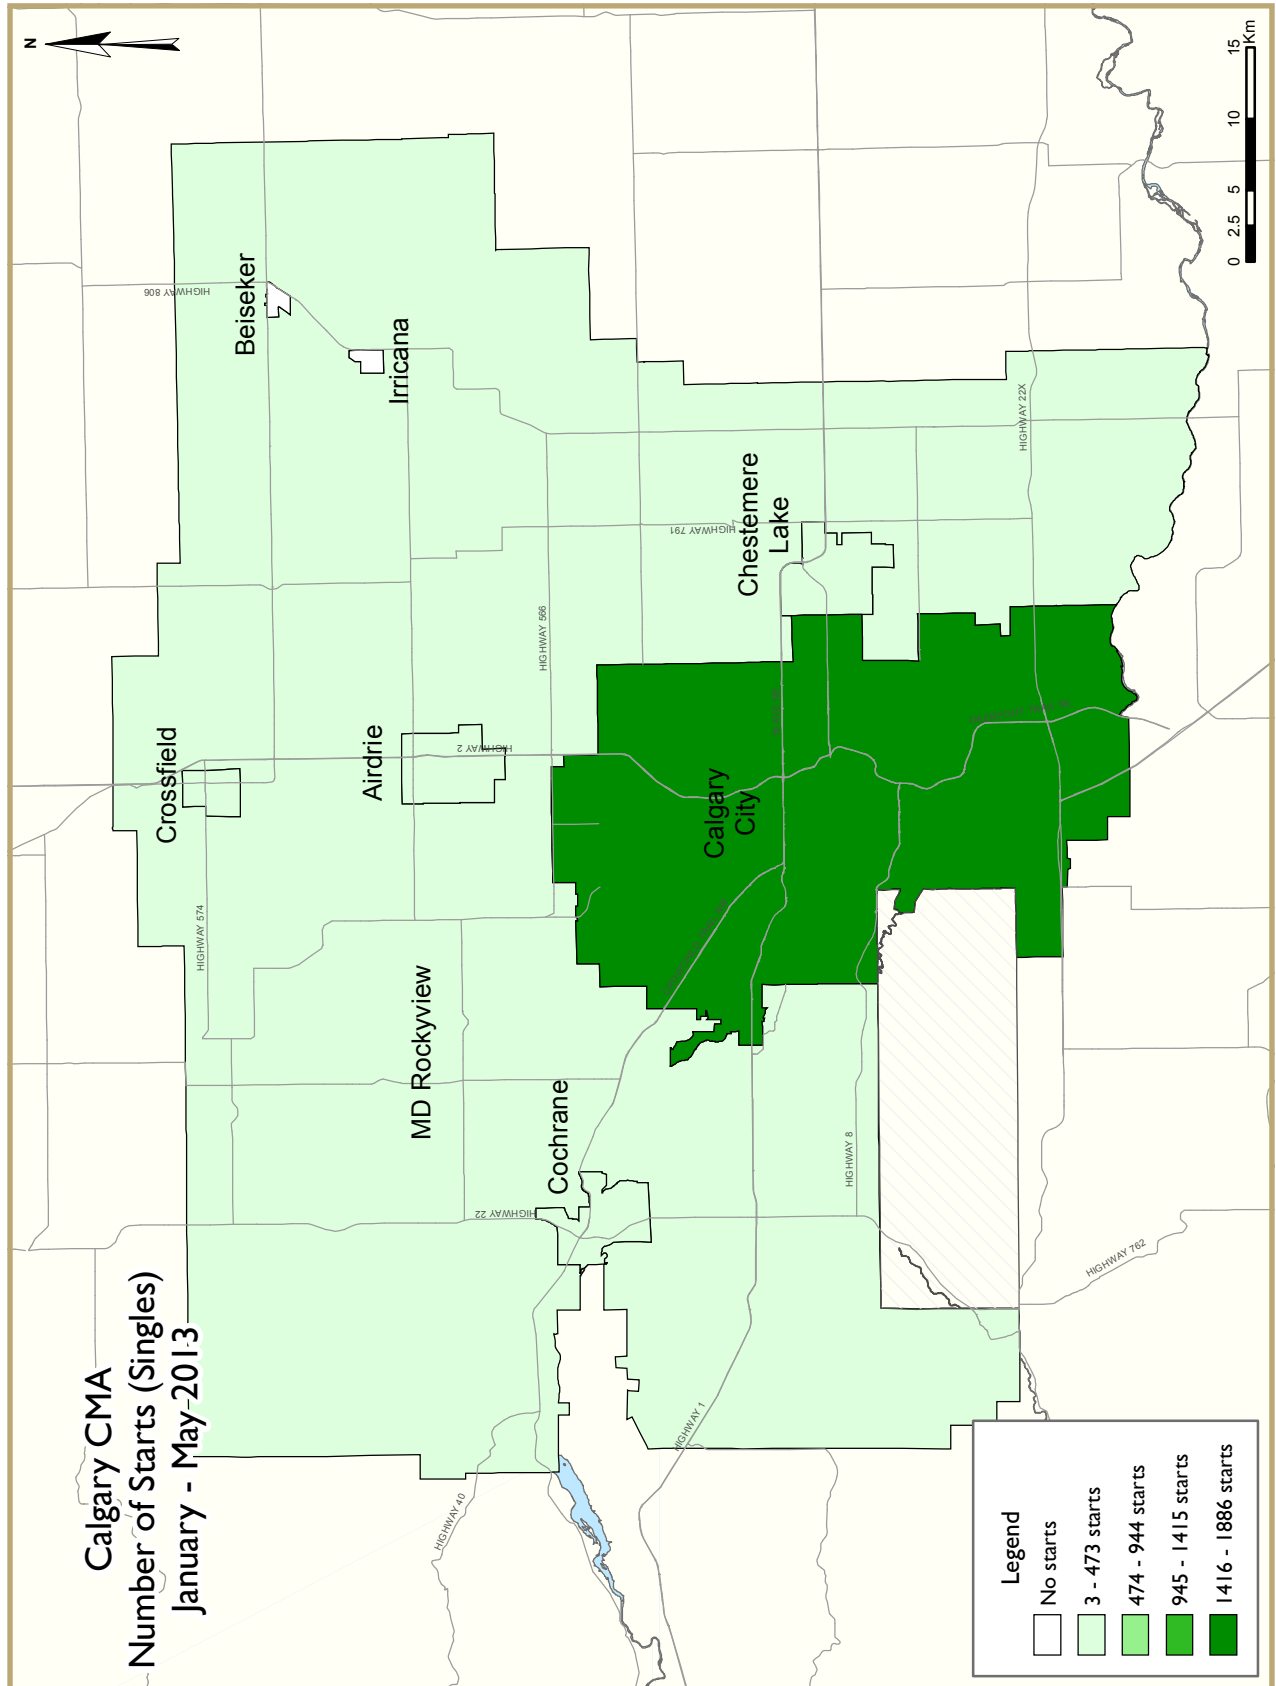 Calgary CMA
Number of Starts (Singles)
January - May 2013
N
HIGHWAY 40
HIGHWAY 574
HIGHWAY 806
Crossfield
Beiseker
Irricana
Airdrie
MD Rockyview
HIGHWAY 2
HIGHWAY 566
HIGHWAY 22
Cochrane
HIGHWAY 791
Chestemere
Lake
Calgary
City
HIGHWAY 1
HIGHWAY 8
HIGHWAY 22X
HIGHWAY 762
Legend
No starts
3 - 473 starts
474 - 944 starts
945 - 1415 starts
1416 - 1886 starts
0 2.5 5 10 15
Km